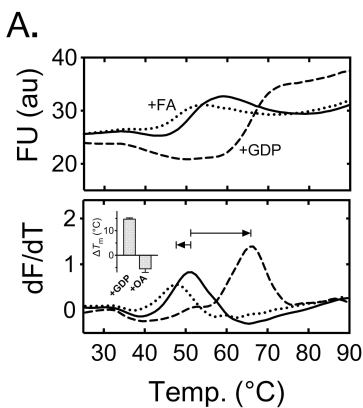 A.
40
30
20
FU (au)
+FA
+GDP
2
1
0
dF/dT
ΔTm (°C)
15
0
+GDP
+OA
30 40 50 60 70 80 90
Temp. (°C)